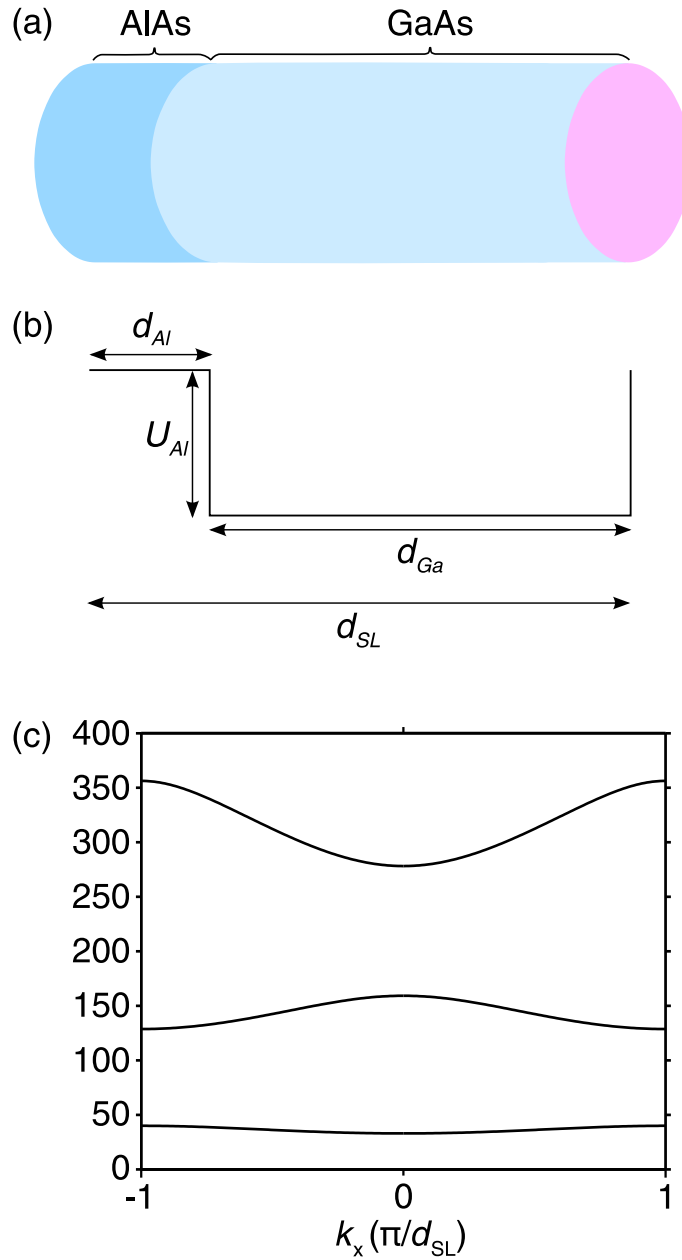 (a)
AlAs GaAs
(b)
d_Al
U_Al
d_Ga
d_SL
(c)
400
350
300
250
200
150
100
50
0
-1 0 1
k_x (π/d_SL)